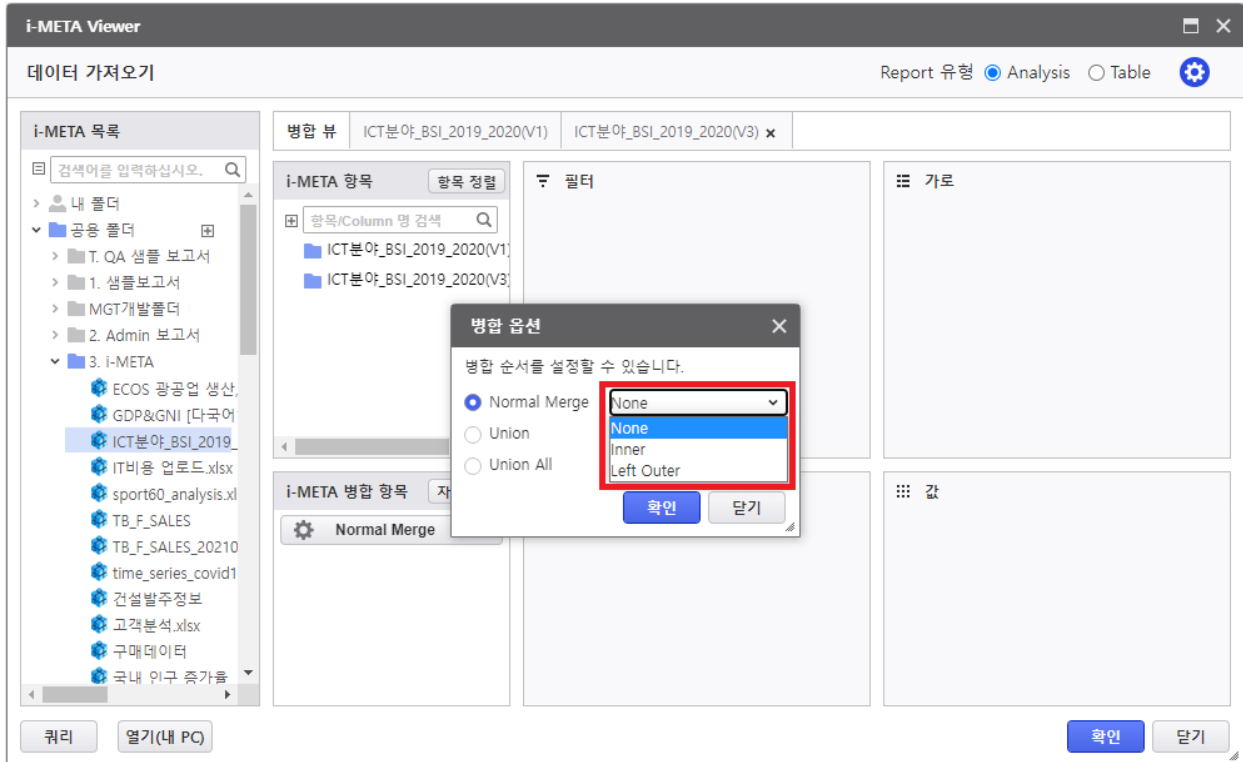 i-META Viewer
데이터 가져오기
Report 유형 Analysis Table
i-META 목록
검색어를 입력하십시오.
내 폴더
공용 폴더
T. QA 샘플 보고서
1. 샘플보고서
MGT개발폴더
2. Admin 보고서
3. i-META
ECOS 광공업 생산,
GDP&GNI [다국어
ICT분야_BSI_2019_
IT비용 업로드.xlsx
sport60_analysis.xl
TB_F_SALES
TB_F_SALES_20210
time_series_covid1
건설발주정보
고객분석.xlsx
구매데이터
국내 인구 증가율
병합 뷰 ICT분야_BSI_2019_2020(V1) ICT분야_BSI_2019_2020(V3)
i-META 항목 항목 정렬
항목/Column 명 검색
ICT분야_BSI_2019_2020(V1)
ICT분야_BSI_2019_2020(V3)
필터
가로
병합 옵션
병합 순서를 설정할 수 있습니다.
Normal Merge None
Union
Union All
None
Inner
Left Outer
확인 닫기
i-META 병합 항목 자
Normal Merge
값
쿼리 열기(내 PC)
확인 닫기